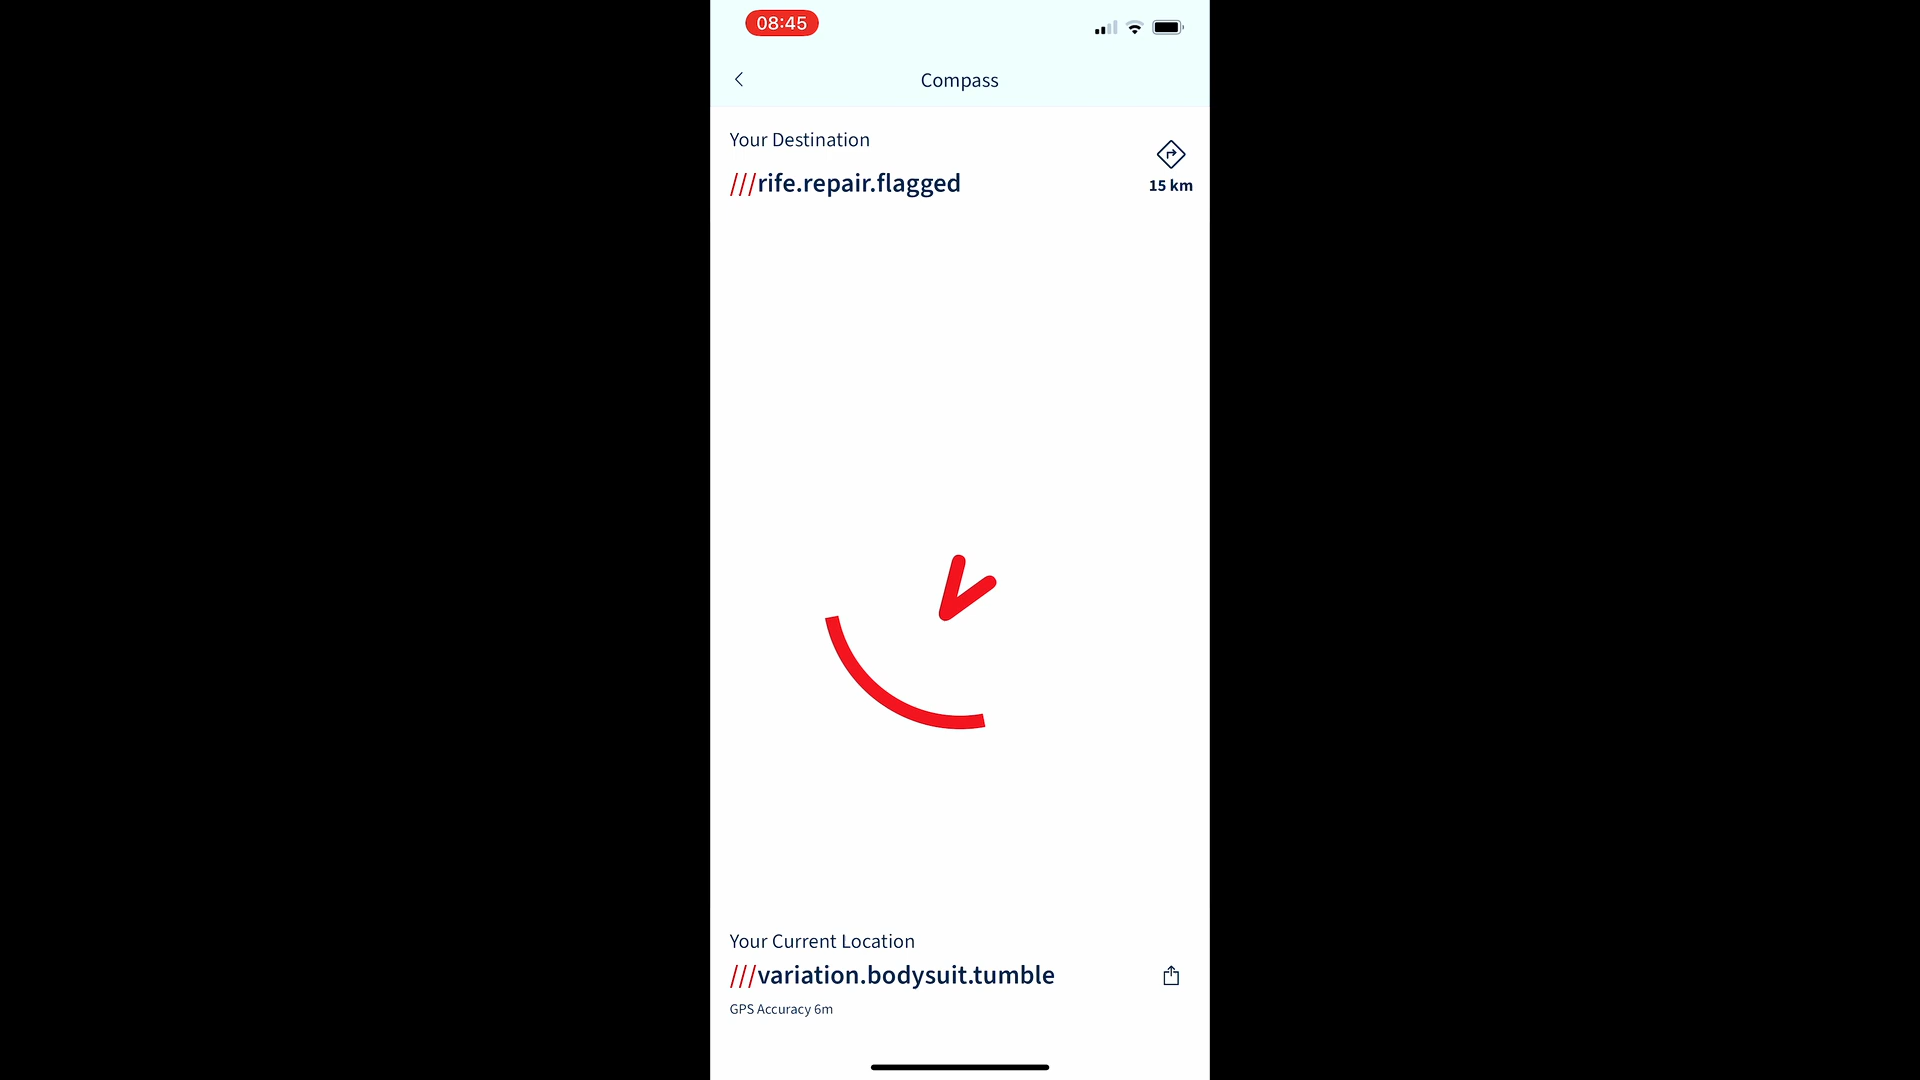 08:45
Compass
Your Destination
///rife.repair.flagged
15 km
Your Current Location
///variation.bodysuit.tumble
GPS Accuracy 6m